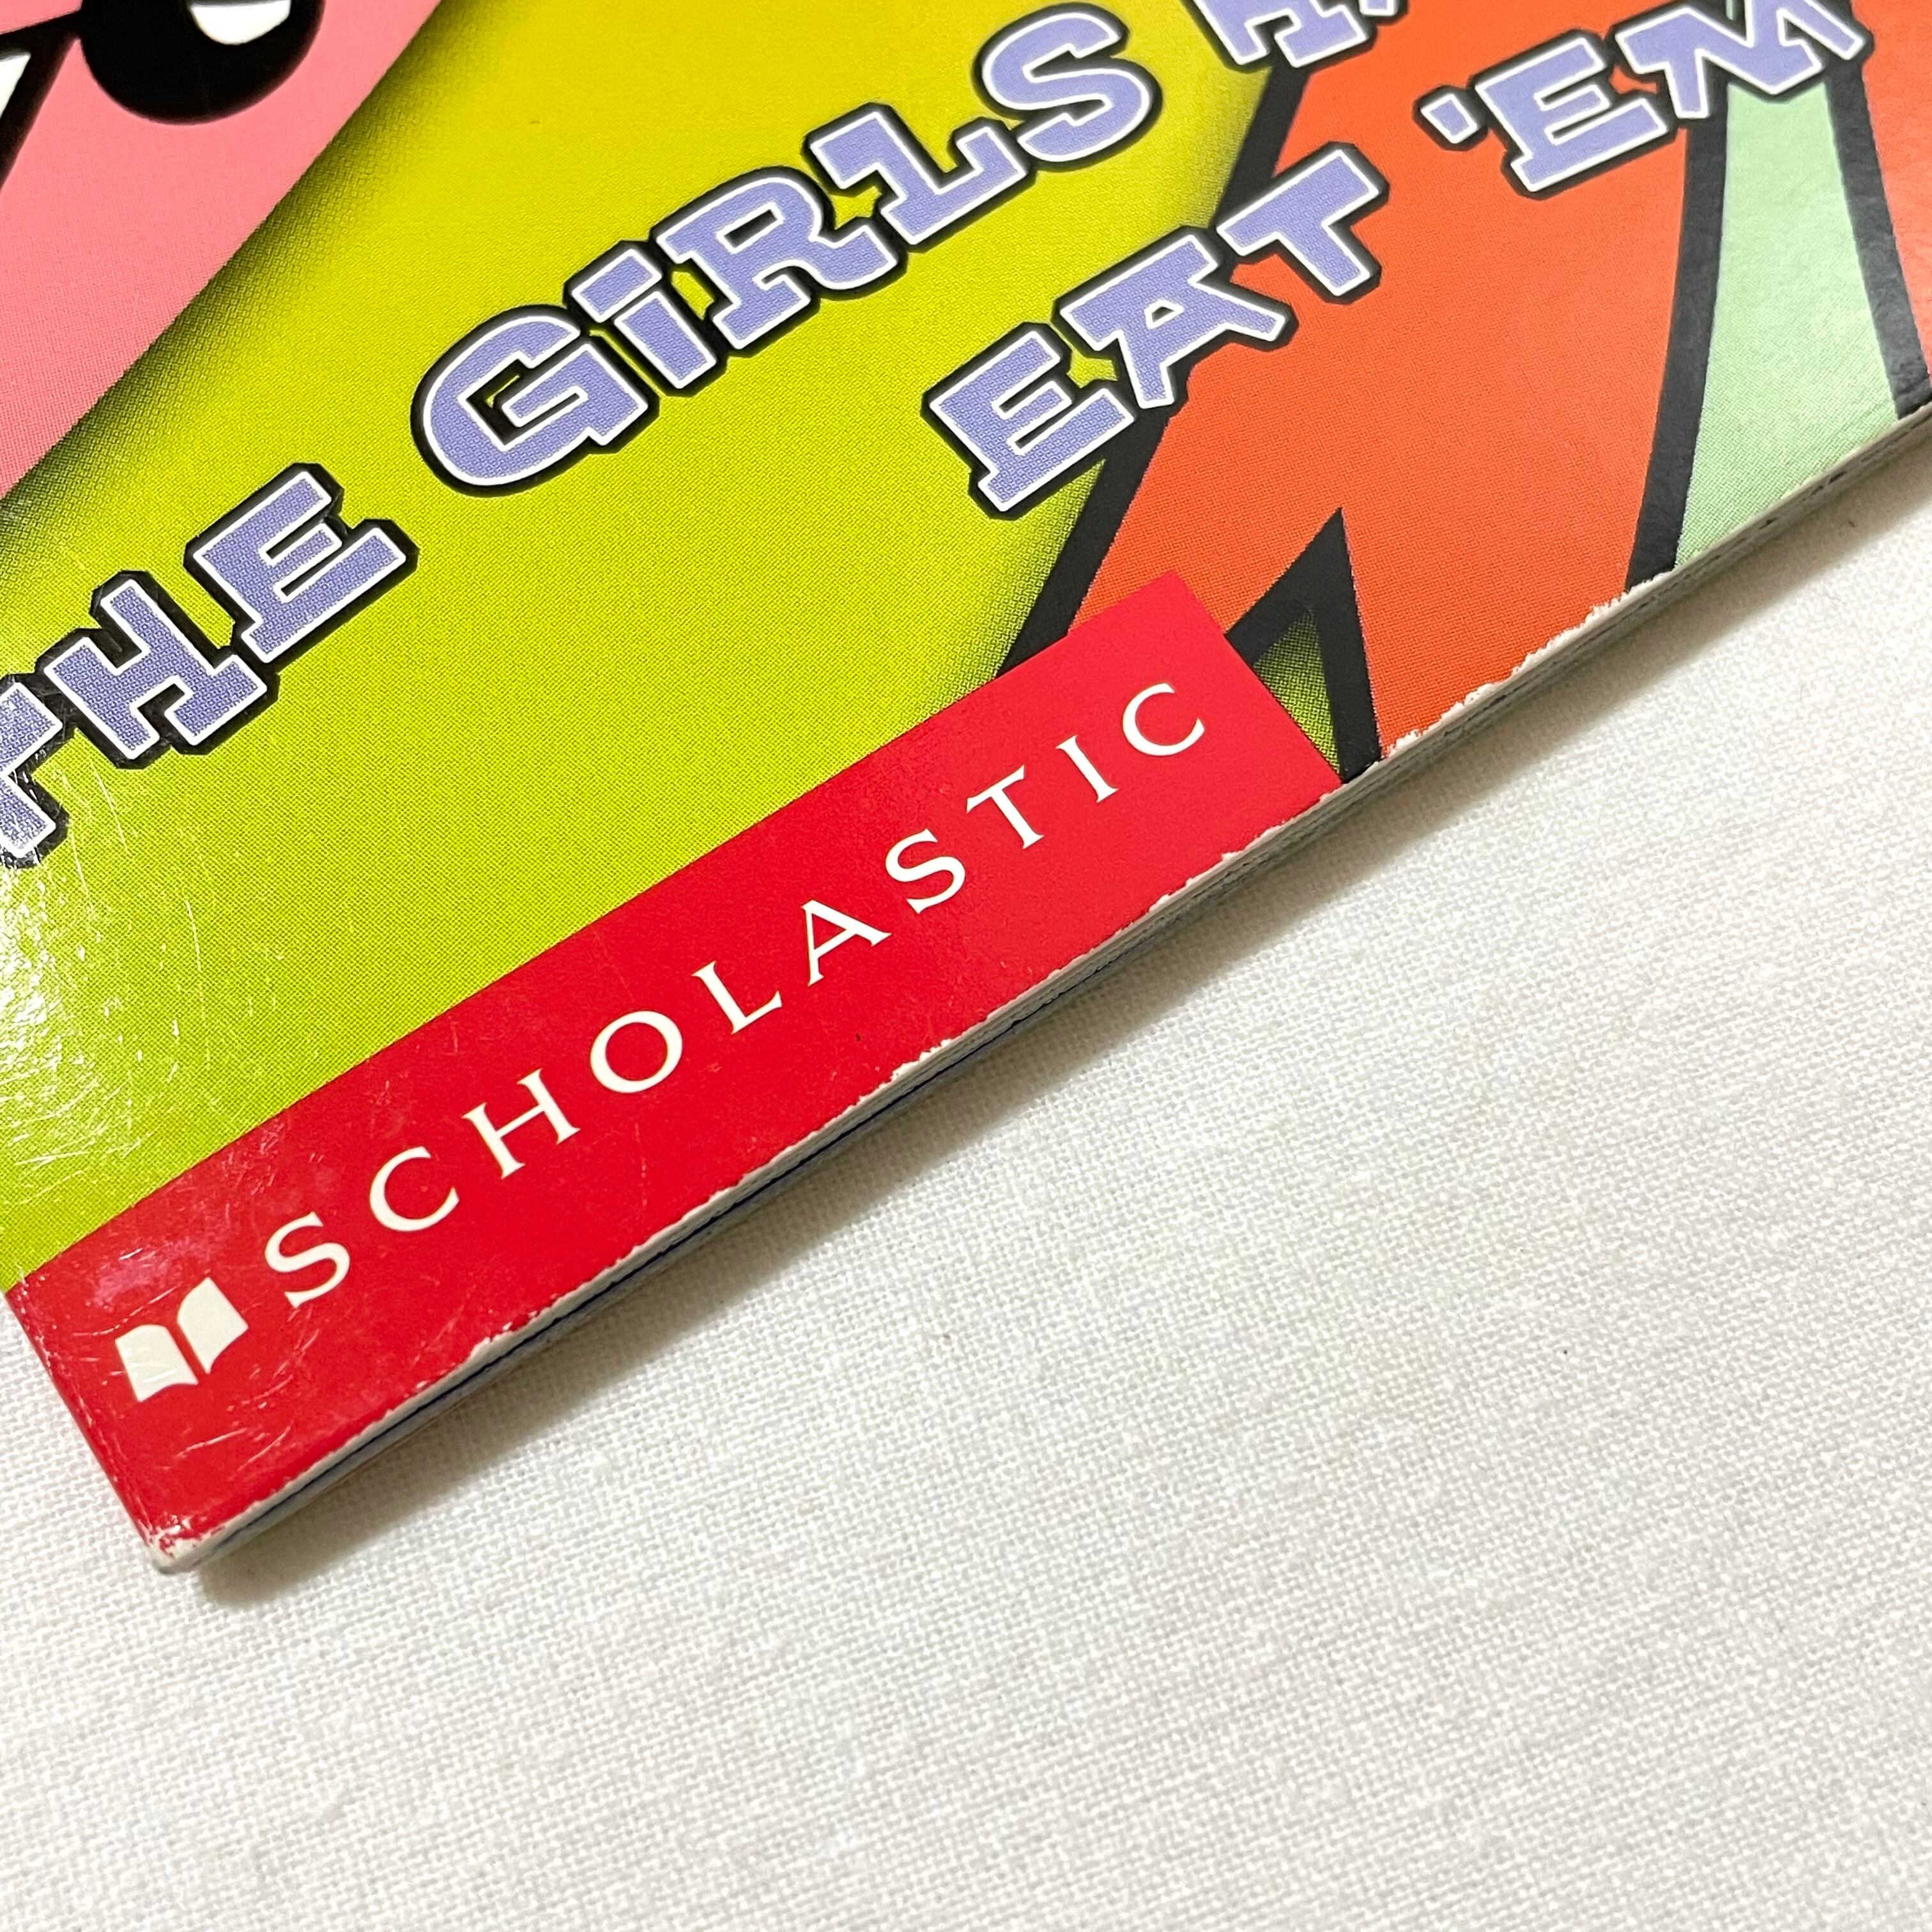 THE GiRLS
EAT 'EM
SCHOLASTIC